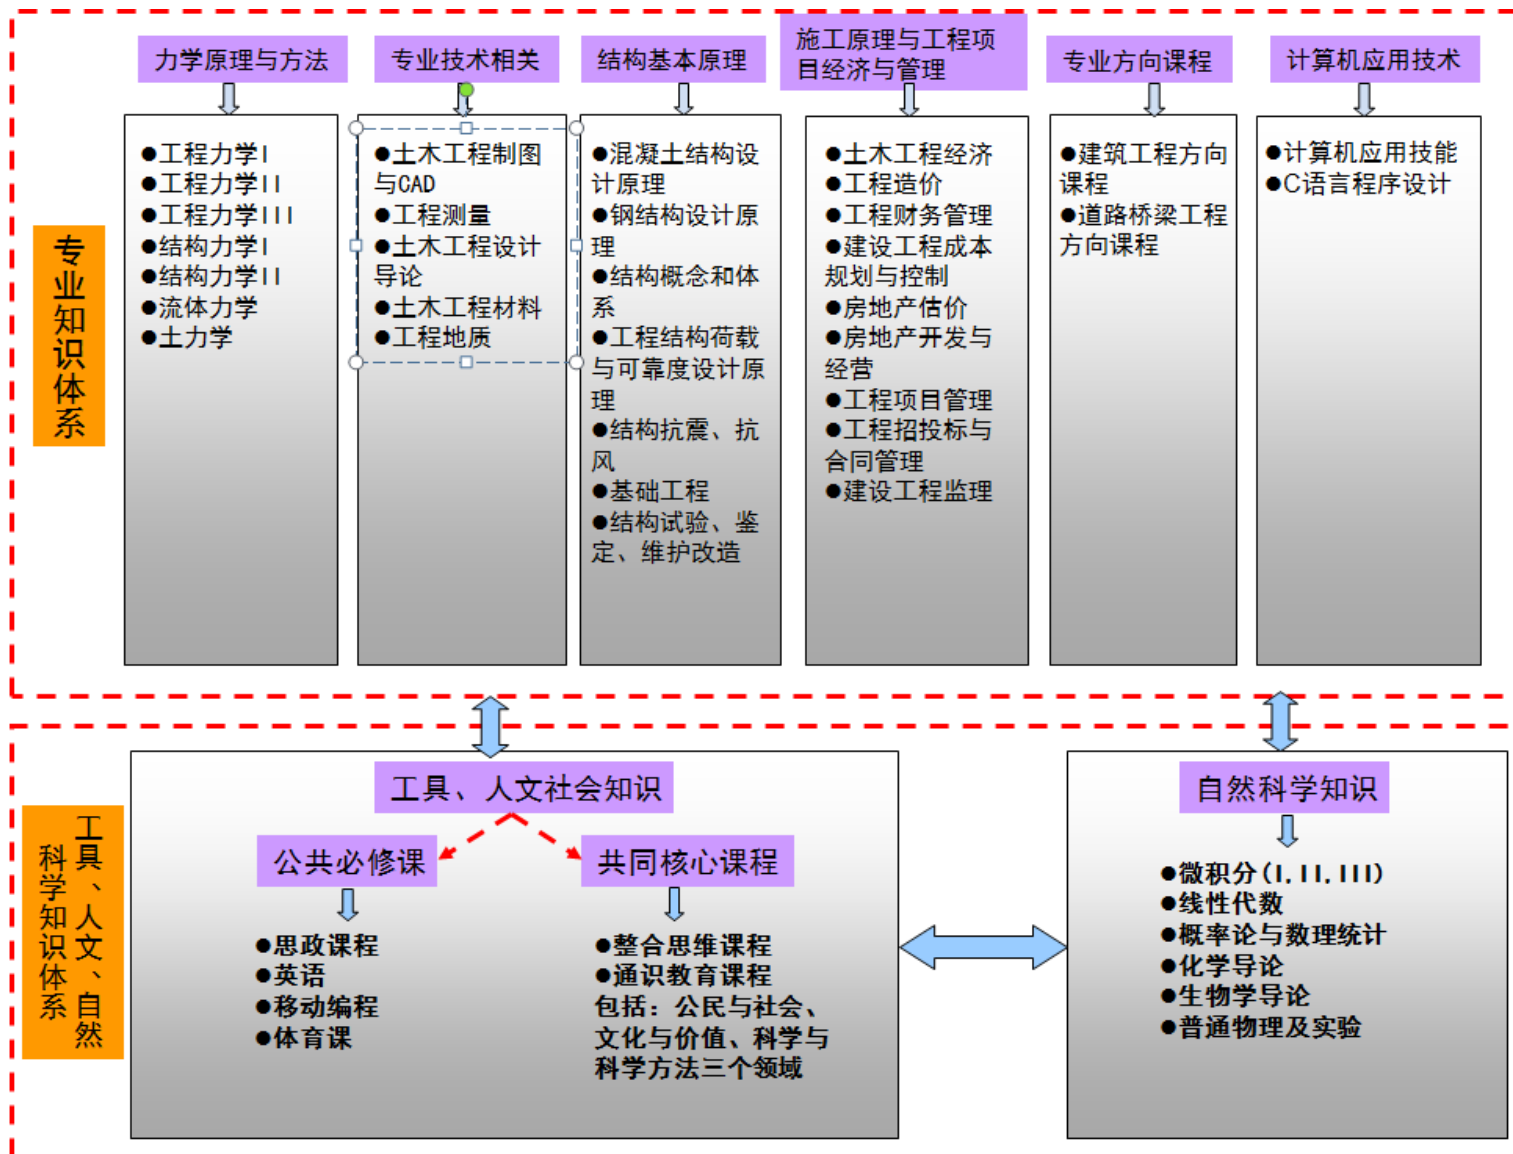 专业知识体系
力学原理与方法
●工程力学I
●工程力学II
●工程力学III
●结构力学I
●结构力学II
●流体力学
●土力学
专业技术相关
●土木工程制图
与CAD
●工程测量
●土木工程设计
导论
●土木工程材料
●工程地质
结构基本原理
●混凝土结构设
计原理
●钢结构设计原
理
●结构概念和体
系
●工程结构荷载
与可靠度设计原
理
●结构抗震、抗
风
●基础工程
●结构试验、鉴
定、维护改造
施工原理与工程项
目经济与管理
●土木工程经济
●工程造价
●工程财务管理
●建设工程成本
规划与控制
●房地产估价
●房地产开发与
经营
●工程项目管理
●工程招投标与
合同管理
●建设工程监理
专业方向课程
●建筑工程方向
课程
●道路桥梁工程
方向课程
计算机应用技术
●计算机应用技能
●C语言程序设计
工具、人文、自然
科学知识体系
工具、人文社会知识
公共必修课
●思政课程
●英语
●移动编程
●体育课
共同核心课程
●整合思维课程
●通识教育课程
包括：公民与社会、
文化与价值、科学与
科学方法三个领域
自然科学知识
●微积分(I,II,III)
●线性代数
●概率论与数理统计
●化学导论
●生物学导论
●普通物理及实验